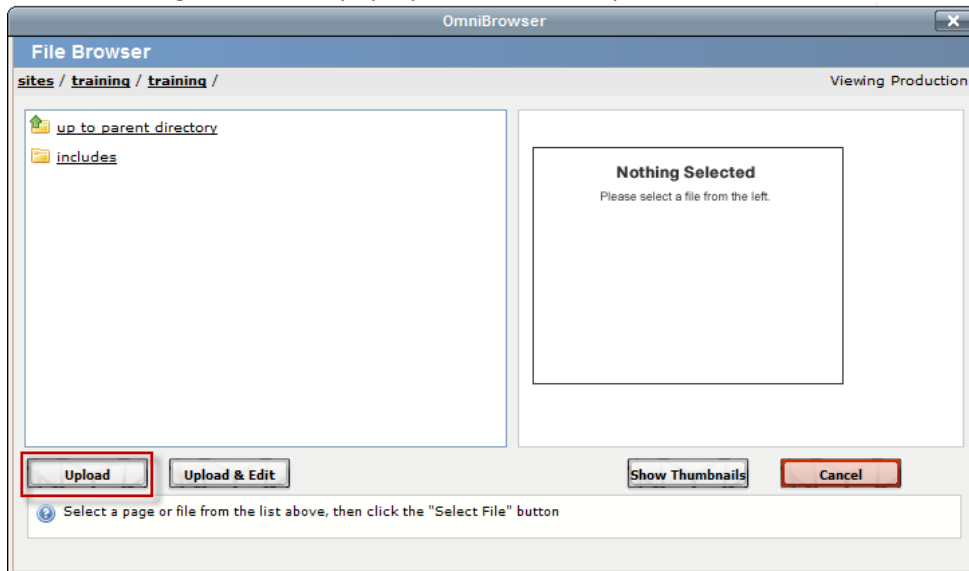 OmniBrowser
File Browser
sites / training / training /
Viewing Production
up to parent directory
includes
Nothing Selected
Please select a file from the left.
Upload
Upload & Edit
Show Thumbnails
Cancel
Select a page or file from the list above, then click the "Select File" button